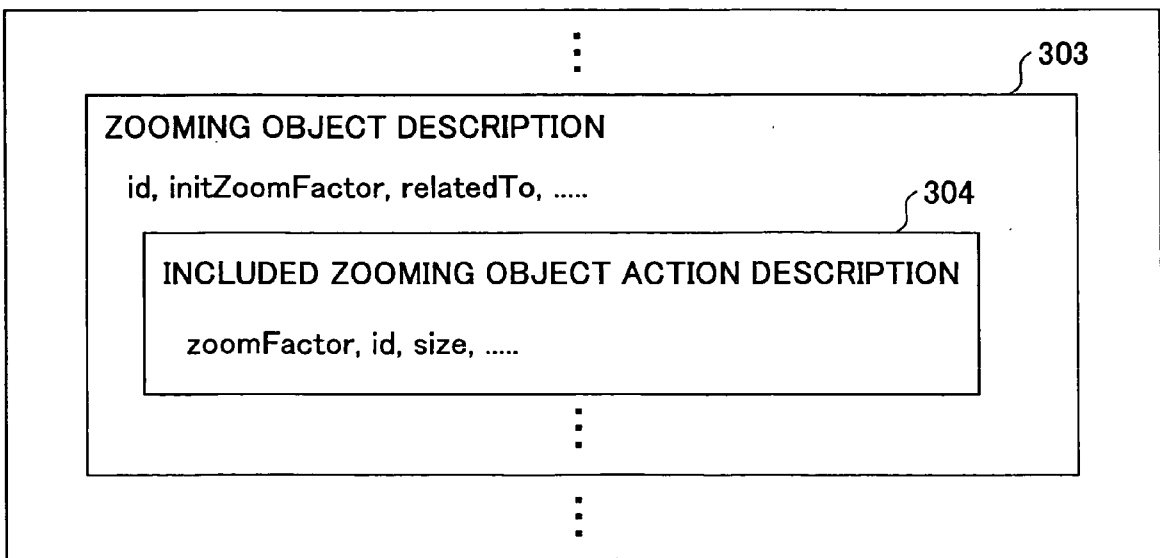 303
ZOOMING OBJECT DESCRIPTION
id, initZoomFactor, relatedTo, .....
304
INCLUDED ZOOMING OBJECT ACTION DESCRIPTION
zoomFactor, id, size, .....